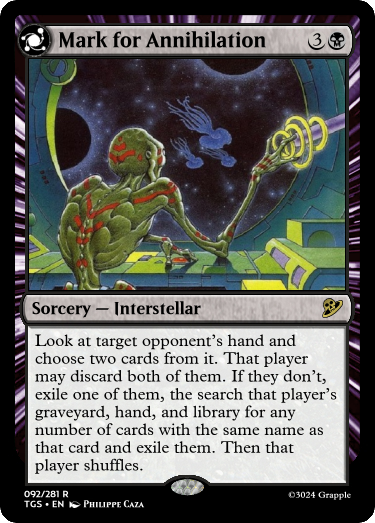 Mark for Annihilation 3
Sorcery — Interstellar
Look at target opponent's hand and
choose two cards from it. That player
may discard both of them. If they don't,
exile one of them, the search that player's
graveyard, hand, and library for any
number of cards with the same name as
that card and exile them. Then that
player shuffles.
092/281 R
TGS • EN Philippe Caza
©3024 Grapple